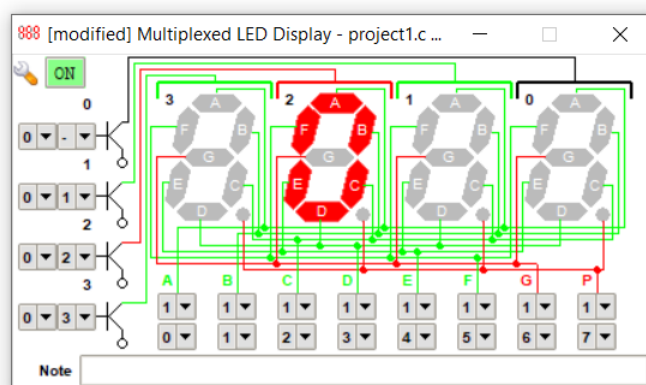 888 [modified] Multiplexed LED Display - project1.c ...
ON
0
0 -
1
0 1
2
0 2
3
0 3
3 2 1 0
A A A A
F B F B F B F B
G G G G
E C E C E C E C
D D D D
A B C D E F G P
1 1 1 1 1 1 1 1
0 1 2 3 4 5 6 7
Note